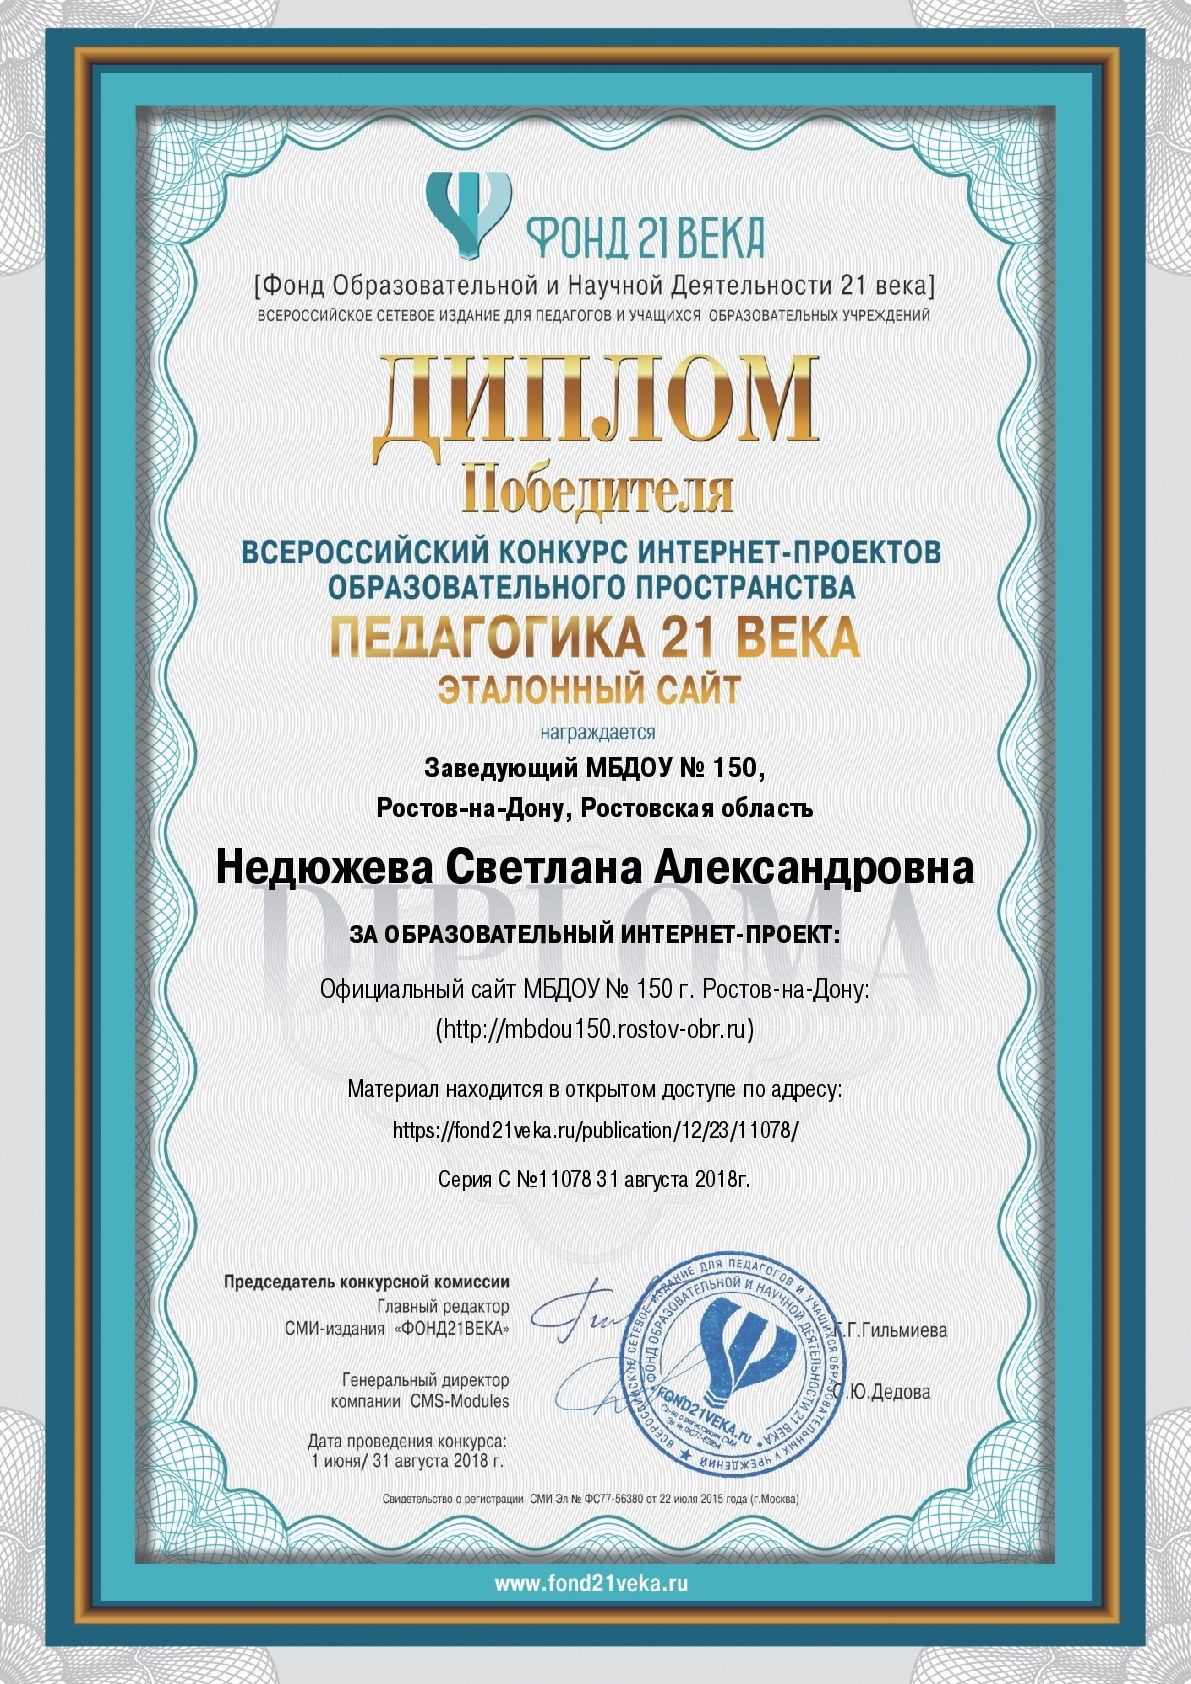 ФОНД 21 ВЕКА
[Фонд Образовательной и Научной Деятельности 21 века]
ВСЕРОССИЙСКОЕ СЕТЕВОЕ ИЗДАНИЕ ДЛЯ ПЕДАГОГОВ И УЧАЩИХСЯ ОБРАЗОВАТЕЛЬНЫХ УЧРЕЖДЕНИЙ
ДИПЛОМ
Победителя
ВСЕРОССИЙСКИЙ КОНКУРС ИНТЕРНЕТ-ПРОЕКТОВ
ОБРАЗОВАТЕЛЬНОГО ПРОСТРАНСТВА
ПЕДАГОГИКА 21 ВЕКА
ЭТАЛОННЫЙ САЙТ
награждается
Заведующий МБДОУ № 150,
Ростов-на-Дону, Ростовская область
Недюжева Светлана Александровна
DIPLOMA
ЗА ОБРАЗОВАТЕЛЬНЫЙ ИНТЕРНЕТ-ПРОЕКТ:
Официальный сайт МБДОУ № 150 г. Ростов-на-Дону:
(http://mbdou150.rostov-obr.ru)
Материал находится в открытом доступе по адресу:
https://fond21veka.ru/publication/12/23/11078/
Серия С №11078 31 августа 2018г.
Председатель конкурсной комиссии
Главный редактор
СМИ-издания «ФОНД21ВЕКА»
Г.Гильмиева
Генеральный директор
компании CMS-Modules
Ю.Дедова
ВСЕРОССИЙСКОЕ СЕТЕВОЕ ИЗДАНИЕ ДЛЯ ПЕДАГОГОВ И УЧАЩИХСЯ ОБРАЗОВАТЕЛЬНЫХ УЧРЕЖДЕНИЙ
ФОНД ОБРАЗОВАТЕЛЬНОЙ И НАУЧНОЙ ДЕЯТЕЛЬНОСТИ 21 ВЕКА
FOND21VEKA.ru
Дата проведения конкурса:
1 июня/ 31 августа 2018 г.
Свидетельство о регистрации СМИ Эл № ФС77-56380 от 22 июля 2015 года (г.Москва)
www.fond21veka.ru